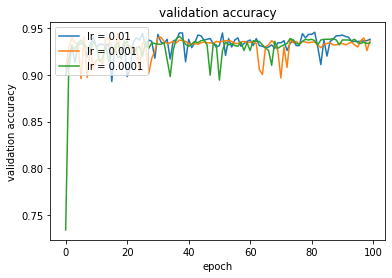 validation accuracy
lr = 0.01
lr = 0.001
lr = 0.0001
validation accuracy
0.95
0.90
0.85
0.80
0.75
0
20
40
60
80
100
epoch